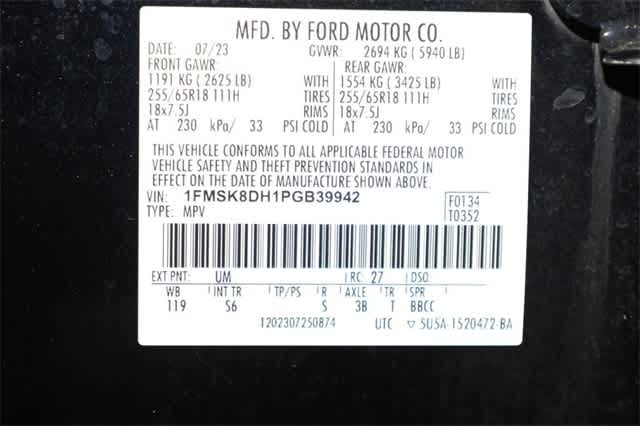 MFD. BY FORD MOTOR CO.
DATE: 07/23 GVWR: 2694 KG ( 5940 LB)
FRONT GAWR: REAR GAWR:
1191 KG ( 2625 LB) WITH 1554 KG ( 3425 LB) WITH
255/65R18 111H TIRES 255/65R18 111H TIRES
18x7.5J RIMS 18x7.5J RIMS
AT 230 kPa/ 33 PSI COLD AT 230 kPa/ 33 PSI COLD
THIS VEHICLE CONFORMS TO ALL APPLICABLE FEDERAL MOTOR
VEHICLE SAFETY AND THEFT PREVENTION STANDARDS IN
EFFECT ON THE DATE OF MANUFACTURE SHOWN ABOVE.
VIN: 1FMSK8DH1PGB39942 F0134
TYPE: MPV T0352
EXT PNT: UM RC: 27 DSO:
WB INT TR TP/PS R AXLE TR SPR
119 S6 S 3B T BBCC
1202307250874 UTC ▽ 5U5A-1520472-BA